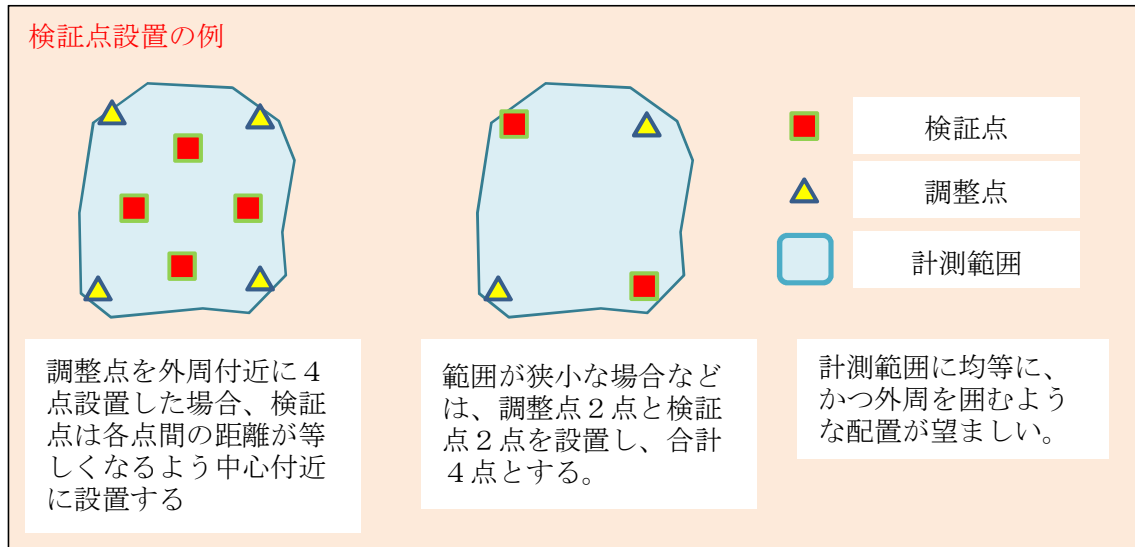 検証点設置の例
検証点
調整点
計測範囲
調整点を外周付近に４
点設置した場合、検証
点は各点間の距離が等
しくなるよう中心付近
に設置する
範囲が狭小な場合など
は、調整点２点と検証
点２点を設置し、合計
４点とする。
計測範囲に均等に、
かつ外周を囲むよう
な配置が望ましい。